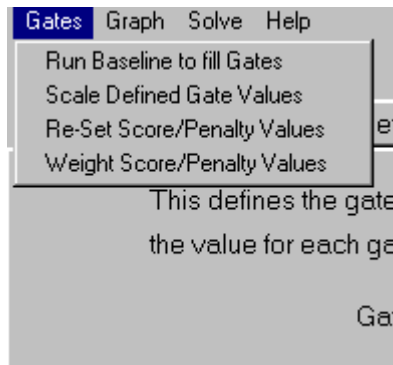 Gates Graph Solve Help
Run Baseline to fill Gates
Scale Defined Gate Values
Re-Set Score/Penalty Values
Weight Score/Penalty Values
This defines the gate
the value for each ga
Ga